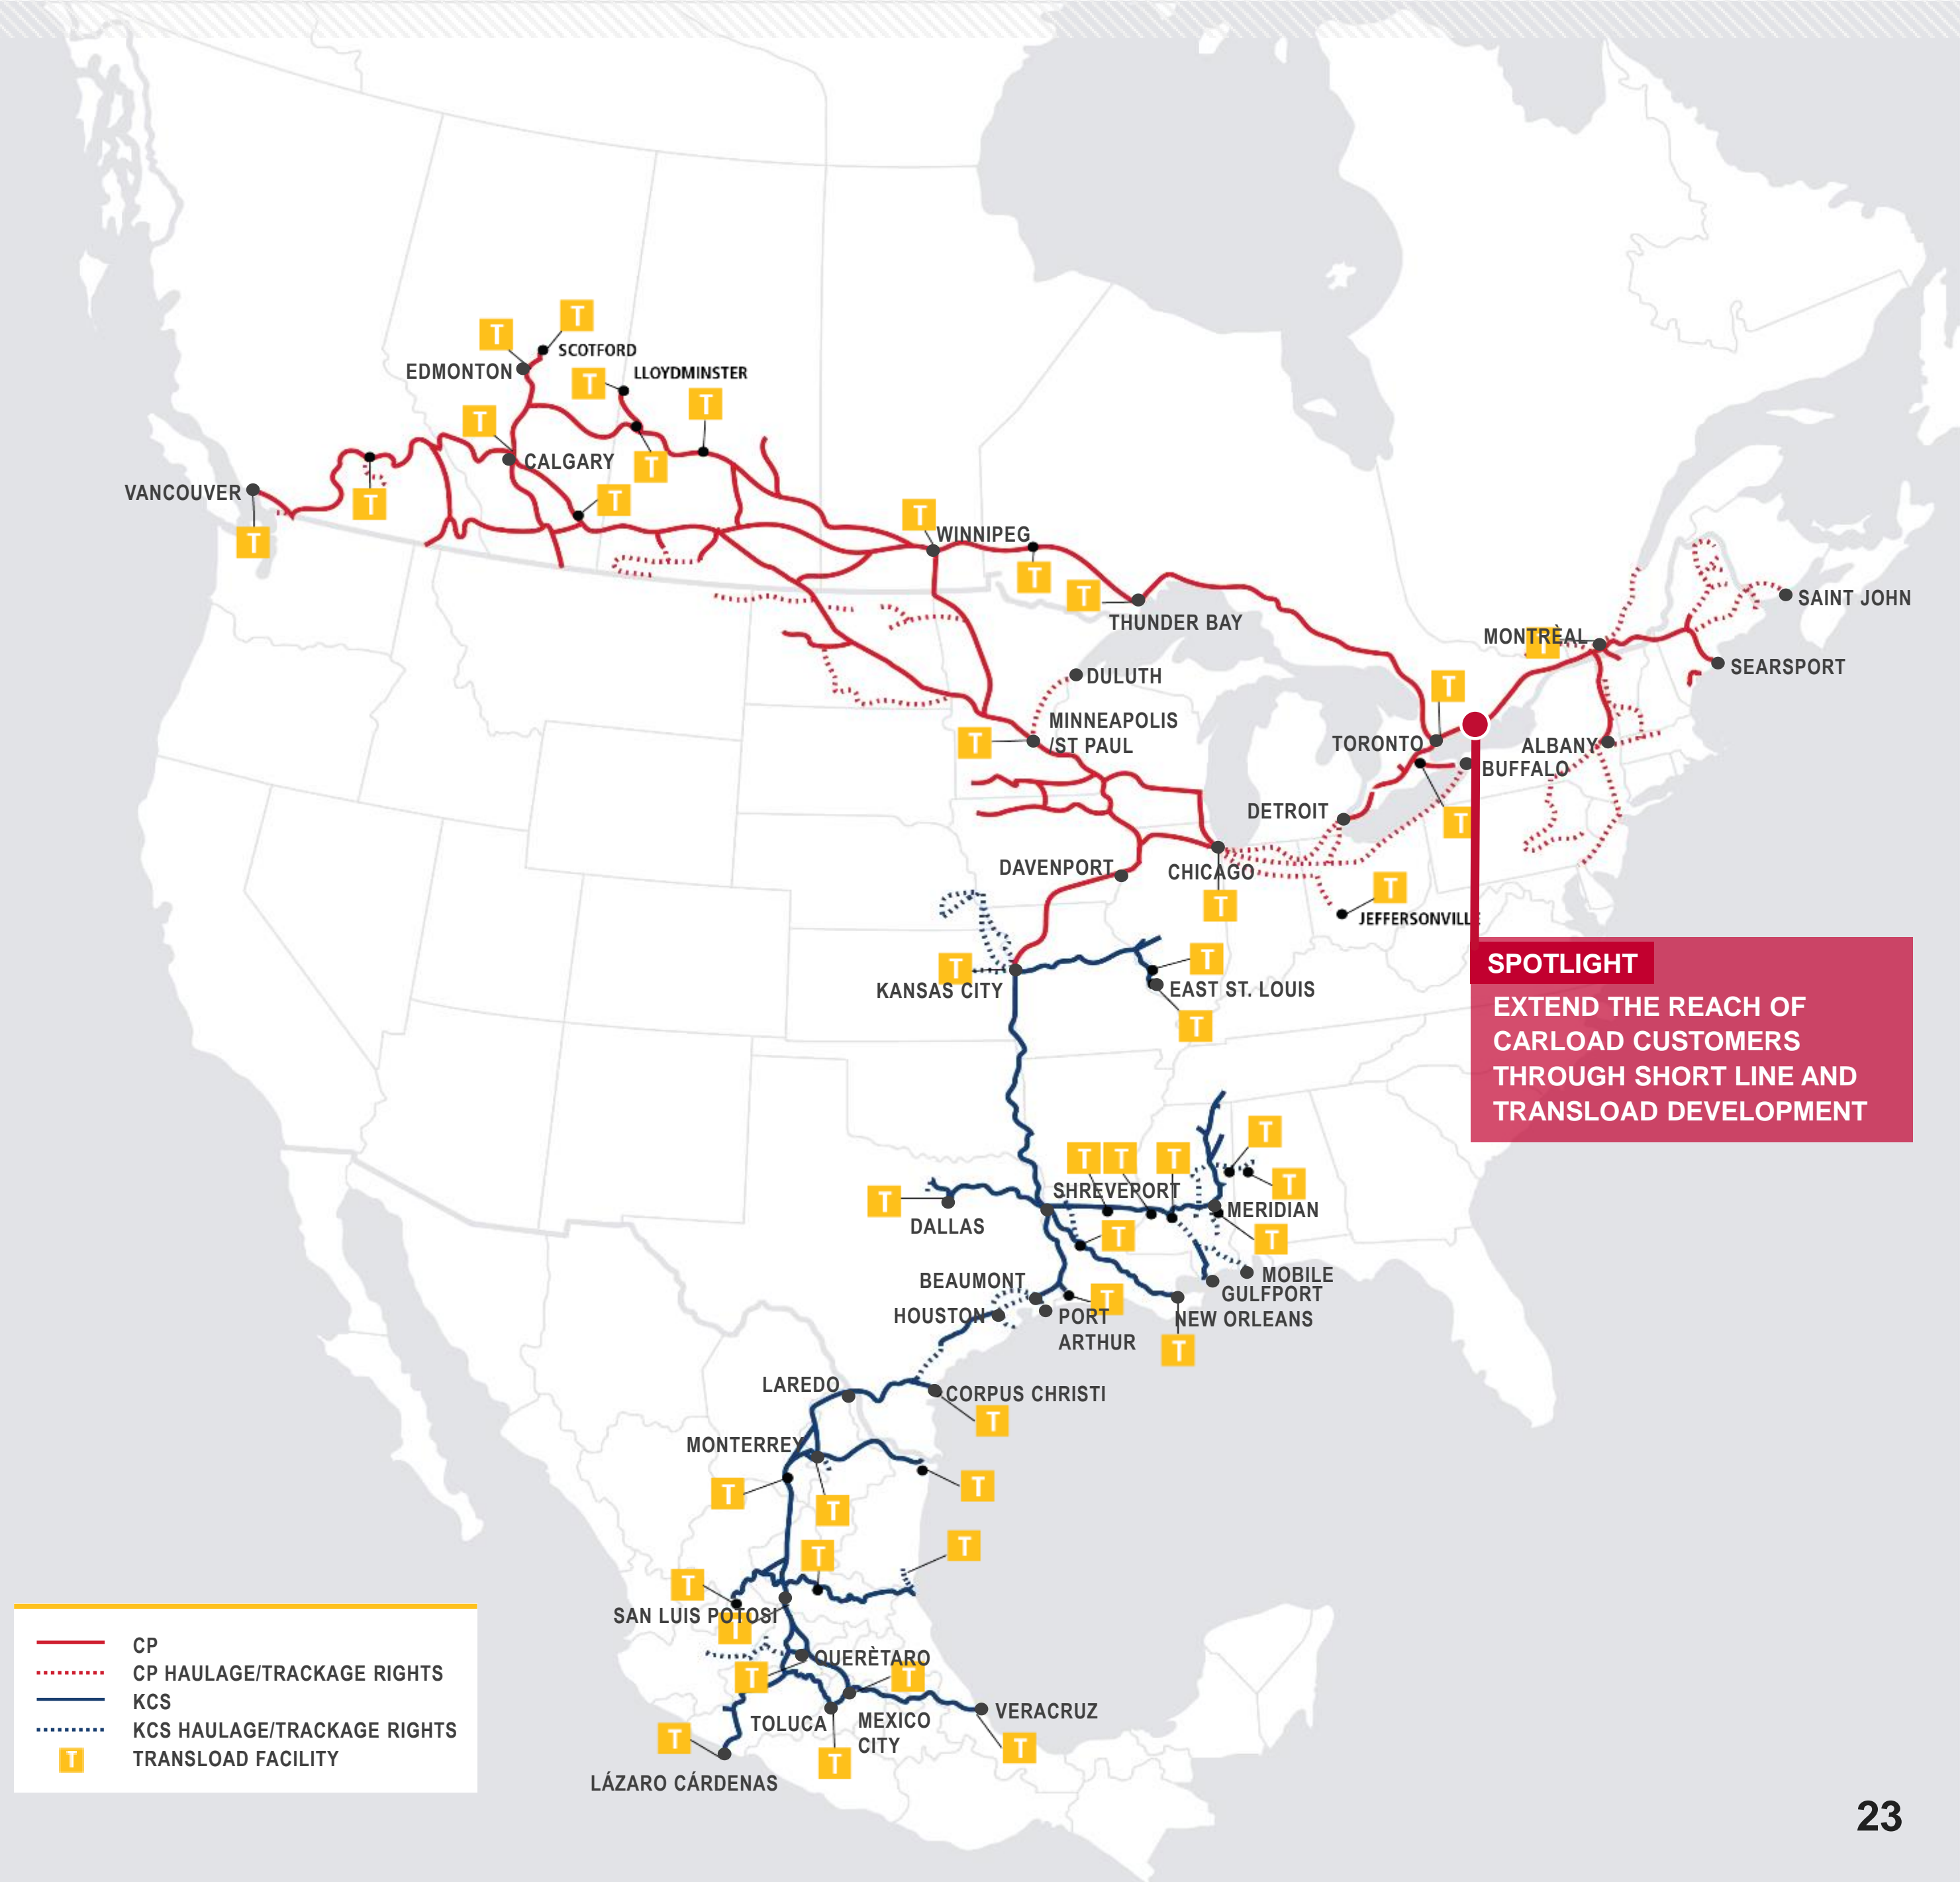 T
T
SCOTFORD
EDMONTON
T
LLOYDMINSTER
T
T
CALGARY
T
VANCOUVER
T
T
T
T
WINNIPEG
T
T
THUNDER BAY
SAINT JOHN
MONTRÈAL
T
SEARSPORT
DULUTH
T
MINNEAPOLIS
/ST PAUL
T
TORONTO
ALBANY
BUFFALO
DETROIT
T
DAVENPORT
CHICAGO
T
T
JEFFERSONVILLE
T
KANSAS CITY
T
EAST ST. LOUIS
T
SPOTLIGHT
EXTEND THE REACH OF
CARLOAD CUSTOMERS
THROUGH SHORT LINE AND
TRANSLOAD DEVELOPMENT
T
T
T
T
T
SHREVEPORT
T
DALLAS
MERIDIAN
T
T
BEAUMONT
MOBILE
GULFPORT
HOUSTON
T
PORT
ARTHUR
NEW ORLEANS
T
LAREDO
CORPUS CHRISTI
T
MONTERREY
T
T
T
T
T
T
SAN LUIS POTOSI
T
QUERÈTARO
T
T
VERACRUZ
TOLUCA
MEXICO
CITY
T
T
T
LÁZARO CÁRDENAS
CP
CP HAULAGE/TRACKAGE RIGHTS
KCS
KCS HAULAGE/TRACKAGE RIGHTS
T TRANSLOAD FACILITY
23